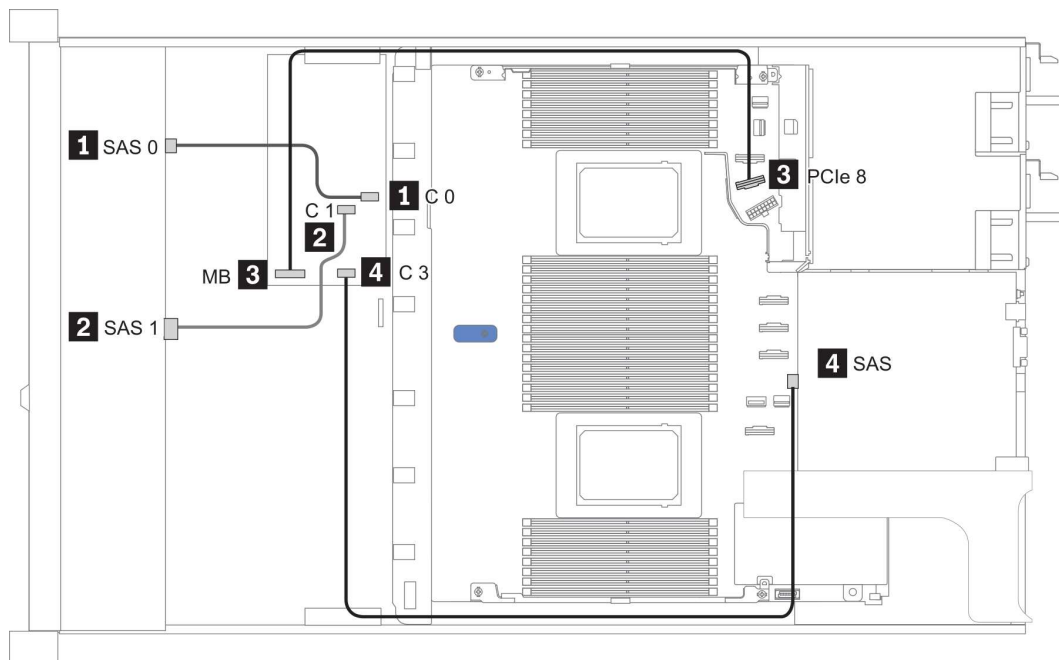 1 SAS 0
1 C 0
C 1
2
3 PCIe 8
MB 3
4 C 3
2 SAS 1
4 SAS